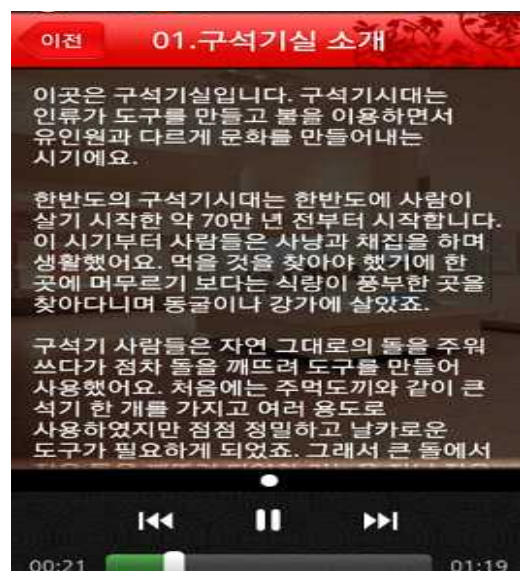 이전
01.구석기실 소개
이곳은 구석기실입니다. 구석기시대는
인류가 도구를 만들고 불을 이용하면서
유인원과 다르게 문화를 만들어내는
시기에요.
한반도의 구석기시대는 한반도에 사람이
살기 시작한 약 70만 년 전부터 시작합니다.
이 시기부터 사람들은 사냥과 채집을 하며
생활했어요. 먹을 것을 찾아야 했기에 한
곳에 머무르기 보다는 식량이 풍부한 곳을
찾아다니며 동굴이나 강가에 살았죠.
구석기 사람들은 자연 그대로의 돌을 주워
쓰다가 점차 돌을 깨뜨려 도구를 만들어
사용했어요. 처음에는 주먹도끼와 같이 큰
석기 한 개를 가지고 여러 용도로
사용하였지만 점점 정밀하고 날카로운
도구가 필요하게 되었죠. 그래서 큰 돌에서
00:21
01:19